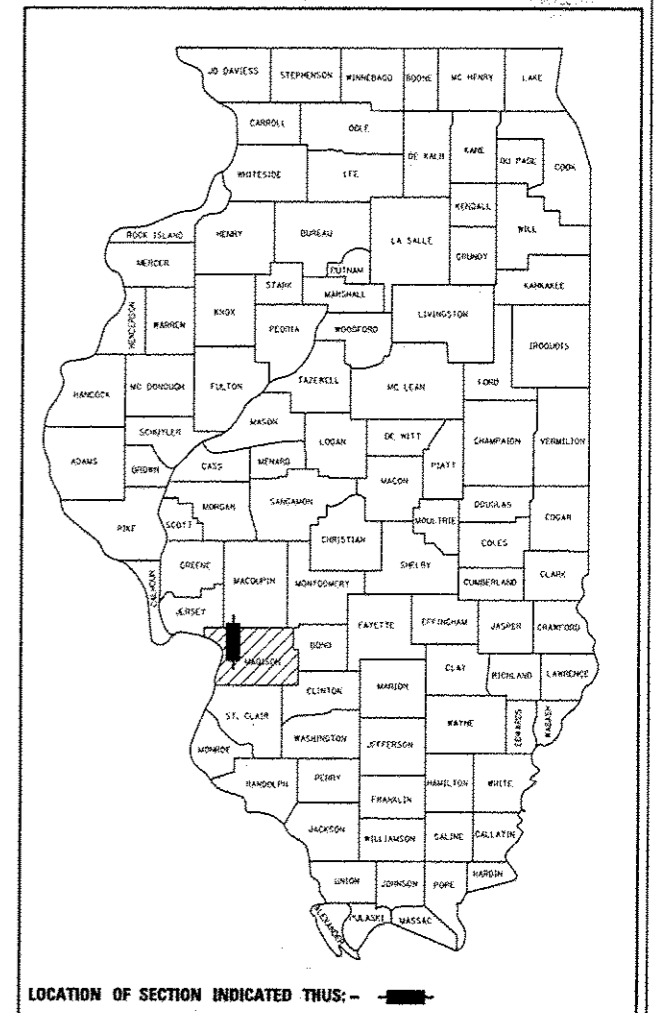 JO DAVIESS STEPHENSON WINNEBAGO BOONE MC HENRY LAKE
CARROLL OGLE DE KALB KANE DU PAGE COOK
WHITESIDE LEE KENDALL WILL
ROCK ISLAND HENRY BUREAU LA SALLE GRUNDY
MERCER PUTNAM KANKAKEE
HENDERSON WARREN KNOX STARK MARSHALL LIVINGSTON
PEORIA WOODFORD IROQUOIS
HANCOCK MC DONOUGH FULTON TAZEWELL MC LEAN FORD
SCHUYLER MASON LOGAN DE WITT CHAMPAIGN VERMILION
ADAMS BROWN CASS MENARD MACON PIATT
PIKE SCOTT MORGAN SANGAMON MOULTRIE DOUGLAS EDGAR
CHRISTIAN COLES
CALHOUN GREENE MACOUPIN MONTGOMERY SHELBY CUMBERLAND CLARK
JERSEY FAYETTE EFFINGHAM JASPER CRAWFORD
MADISON BOND CLAY RICHLAND LAWRENCE
CLINTON MARION
ST. CLAIR WAYNE EDWARDS WABASH
MONROE WASHINGTON JEFFERSON
RANDOLPH PERRY HAMILTON WHITE
FRANKLIN
JACKSON WILLIAMSON SALINE GALLATIN
UNION JOHNSON POPE HARDIN
ALEXANDER PULASKI MASSAC
LOCATION OF SECTION INDICATED THUS:-